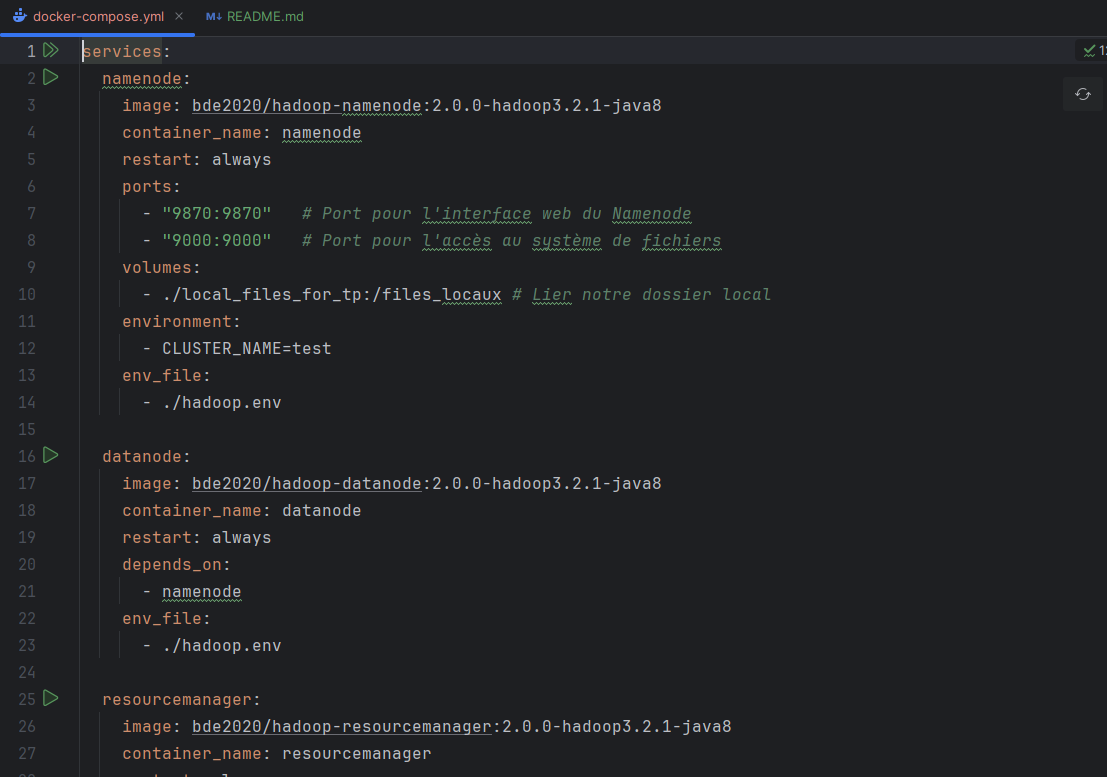 docker-compose.yml × M↓ README.md
1 services:
2 namenode:
3 image: bde2020/hadoop-namenode:2.0.0-hadoop3.2.1-java8
4 container_name: namenode
5 restart: always
6 ports:
7 - "9870:9870" # Port pour l'interface web du Namenode
8 - "9000:9000" # Port pour l'accès au système de fichiers
9 volumes:
10 - ./local_files_for_tp:/files_locaux # Lier notre dossier local
11 environment:
12 - CLUSTER_NAME=test
13 env_file:
14 - ./hadoop.env
15
16 datanode:
17 image: bde2020/hadoop-datanode:2.0.0-hadoop3.2.1-java8
18 container_name: datanode
19 restart: always
20 depends_on:
21 - namenode
22 env_file:
23 - ./hadoop.env
24
25 resourcemanager:
26 image: bde2020/hadoop-resourcemanager:2.0.0-hadoop3.2.1-java8
27 container_name: resourcemanager